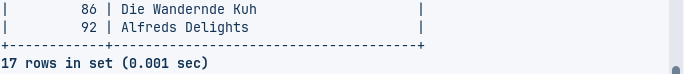 |         86 | Die Wandernde Kuh                    |
|         92 | Alfreds Delights                     |
+------------+--------------------------------------+
17 rows in set (0.001 sec)